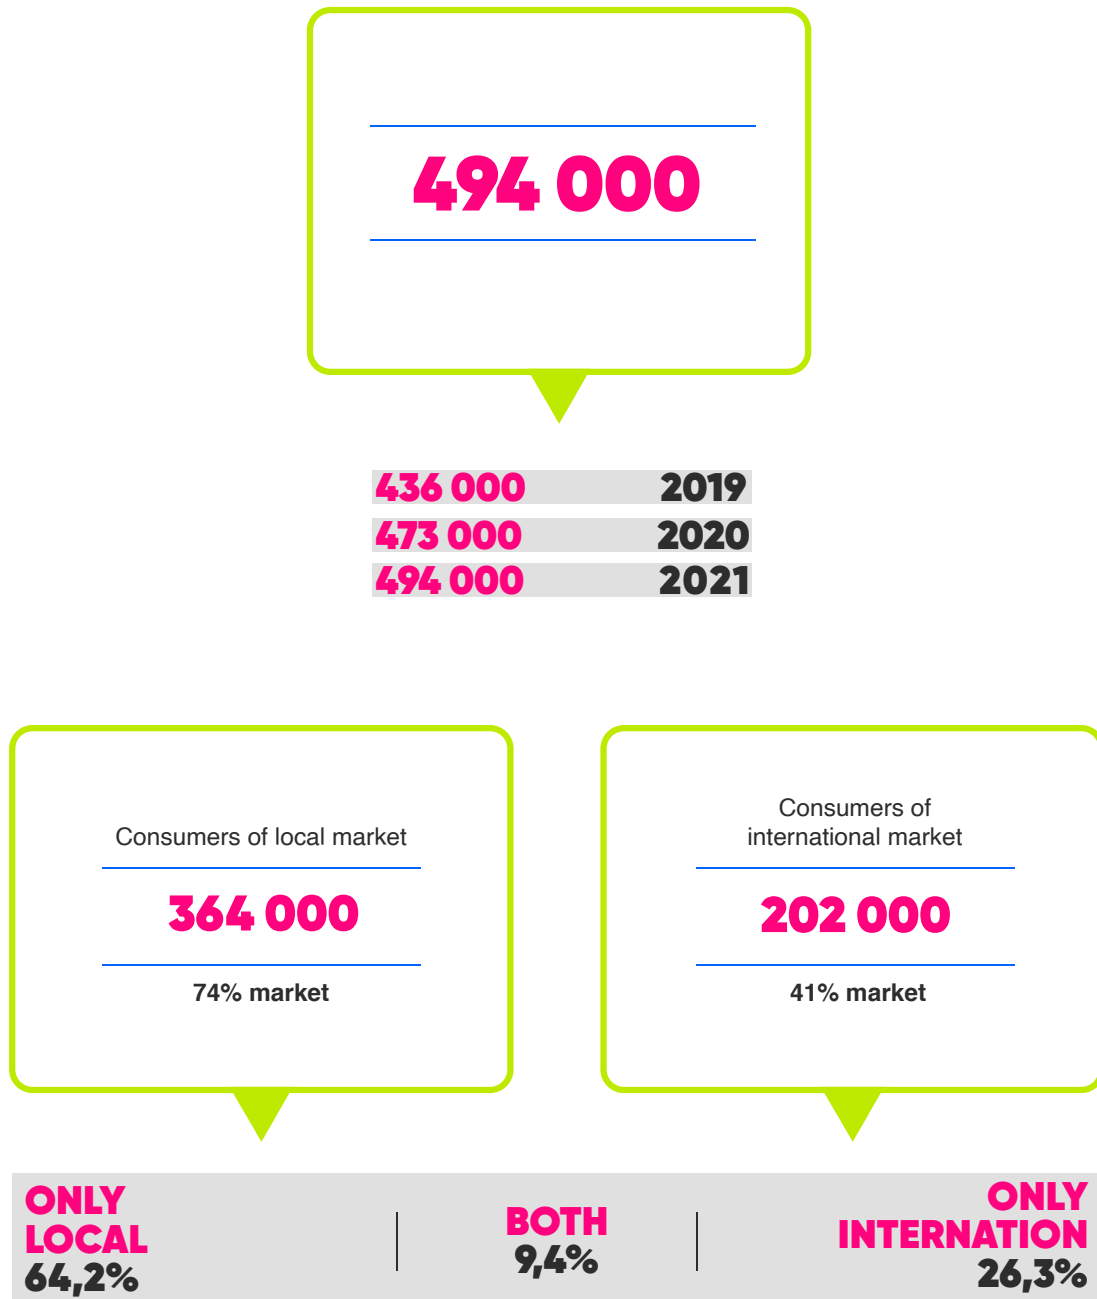 494 000
436 000 2019
473 000 2020
494 000 2021
Consumers of local market
364 000
74% market
Consumers of
international market
202 000
41% market
ONLY
LOCAL
64,2%
BOTH
9,4%
ONLY
INTERNATION
26,3%